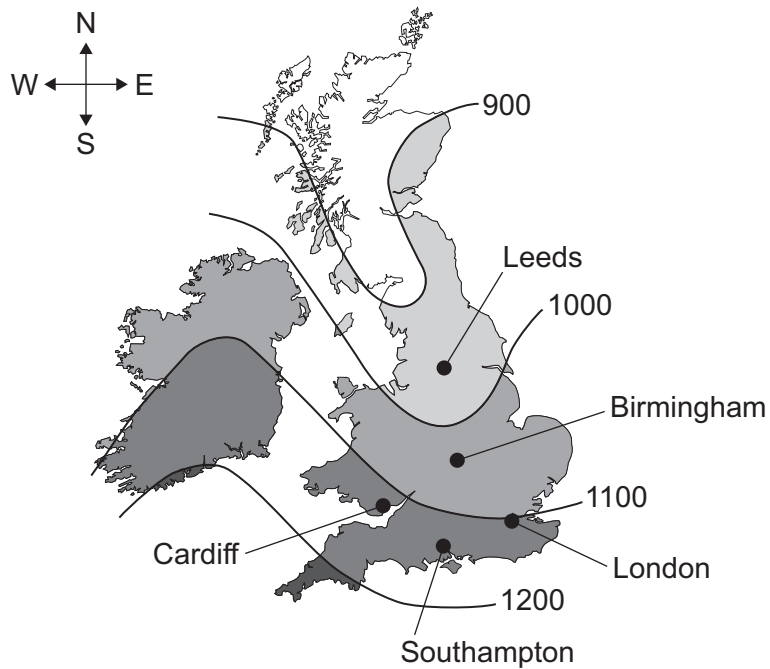 N
W E
S
900
Leeds
1000
Birmingham
1100
Cardiff
London
1200
Southampton